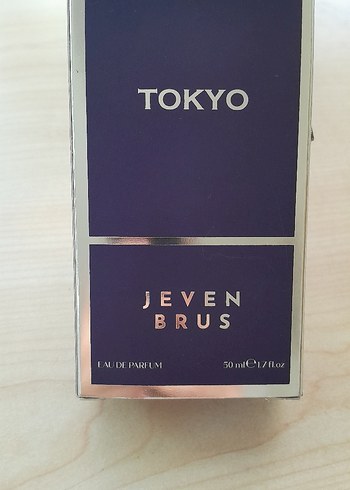 TOKYO
JEVEN
BRUS
EAU DE PARFUM 50 ml ℮ 1.7 fl.oz